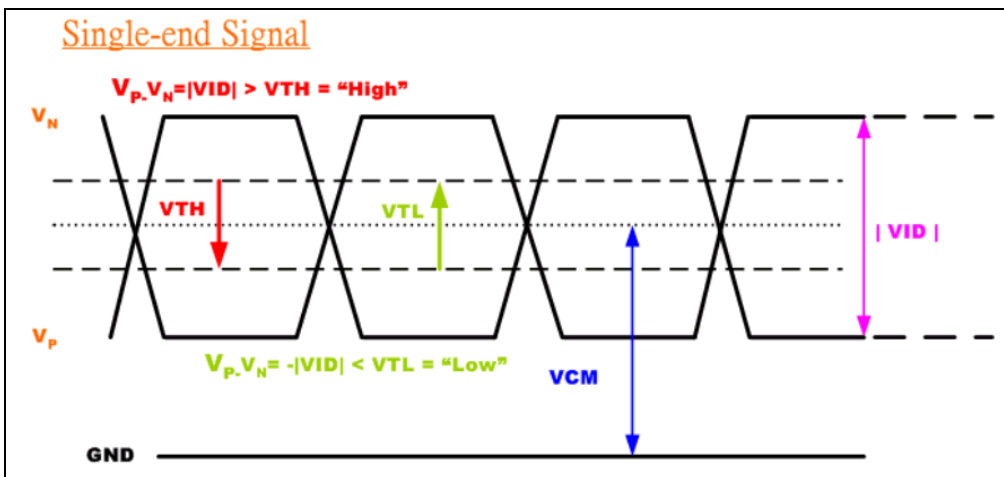 Single-end Signal
VP-VN=|VID| > VTH = “High”
VN
VTH
VTL
| VID |
VP
VP-VN= -|VID| < VTL = “Low”
VCM
GND